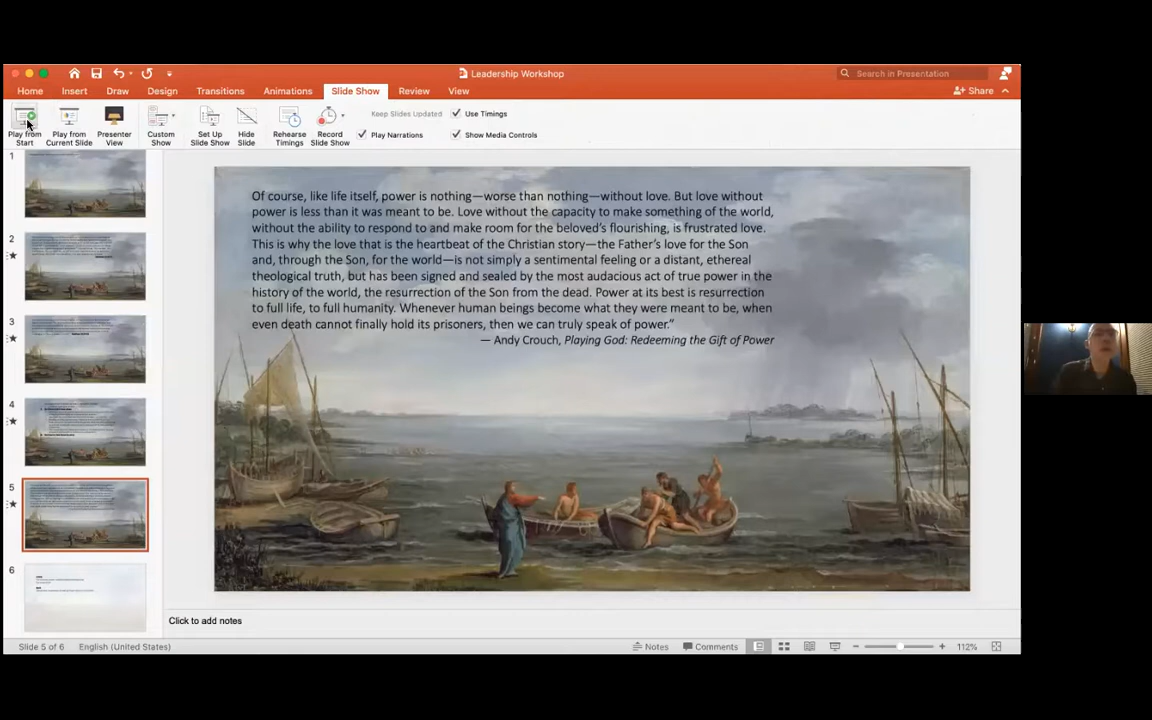 Leadership Workshop
Search in Presentation
Home Insert Draw Design Transitions Animations Slide Show Review View
Share
Play from Start
Play from Current Slide
Presenter View
Custom Show
Set Up Slide Show
Hide Slide
Rehearse Timings
Record Slide Show
Keep Slides Updated
Use Timings
Play Narrations
Show Media Controls
1
2
3
4
5
6
Of course, like life itself, power is nothing—worse than nothing—without love. But love without
power is less than it was meant to be. Love without the capacity to make something of the world,
without the ability to respond to and make room for the beloved’s flourishing, is frustrated love.
This is why the love that is the heartbeat of the Christian story—the Father’s love for the Son
and, through the Son, for the world—is not simply a sentimental feeling or a distant, ethereal
theological truth, but has been signed and sealed by the most audacious act of true power in the
history of the world, the resurrection of the Son from the dead. Power at its best is resurrection
to full life, to full humanity. Whenever human beings become what they were meant to be, when
even death cannot finally hold its prisoners, then we can truly speak of power.”
— Andy Crouch, Playing God: Redeeming the Gift of Power
Click to add notes
Slide 5 of 6 English (United States) Notes Comments 112%